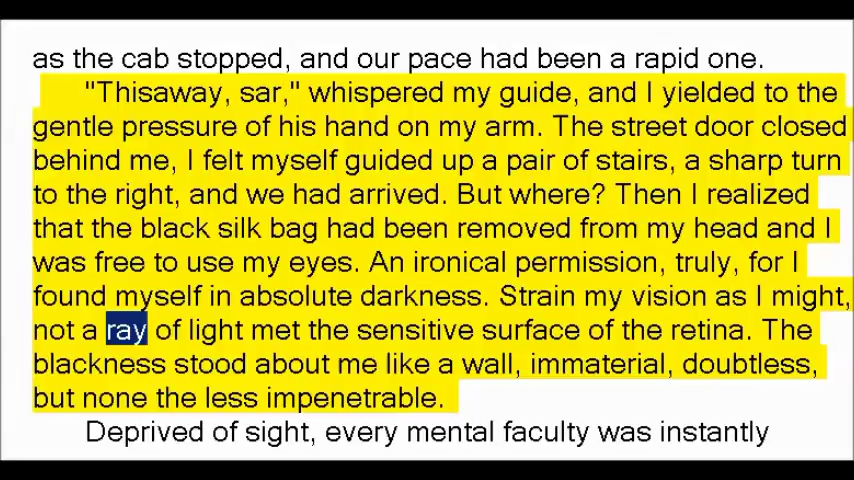 as the cab stopped, and our pace had been a rapid one.
"Thisaway, sar," whispered my guide, and I yielded to the
gentle pressure of his hand on my arm. The street door closed
behind me, I felt myself guided up a pair of stairs, a sharp turn
to the right, and we had arrived. But where? Then I realized
that the black silk bag had been removed from my head and I
was free to use my eyes. An ironical permission, truly, for I
found myself in absolute darkness. Strain my vision as I might,
not a ray of light met the sensitive surface of the retina. The
blackness stood about me like a wall, immaterial, doubtless,
but none the less impenetrable.
Deprived of sight, every mental faculty was instantly